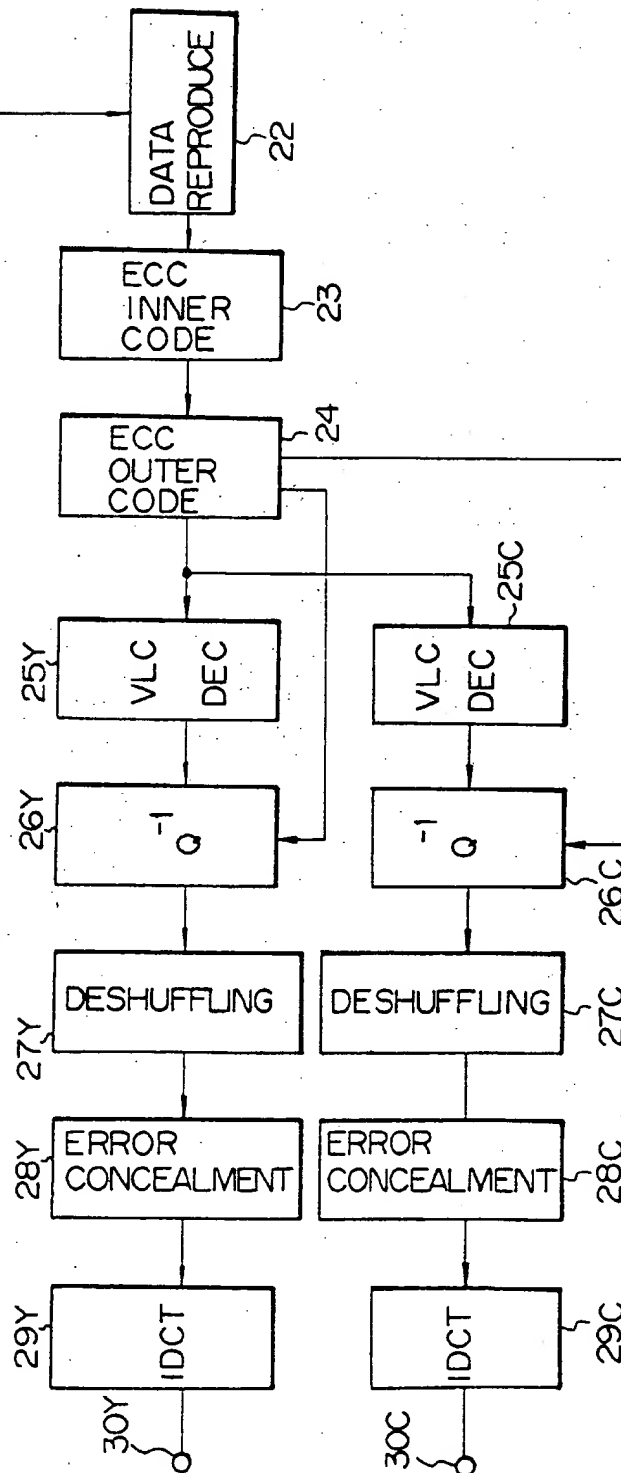 DATA
REPRODUCE
22
ECC
INNER
CODE
23
ECC
OUTER
CODE
24
25Y
VLC
DEC
25C
VLC
DEC
26Y
Q⁻¹
26C
Q⁻¹
27Y
DESHUFFLING
27C
DESHUFFLING
28Y
ERROR
CONCEALMENT
28C
ERROR
CONCEALMENT
29Y
IDCT
29C
IDCT
30Y
30C